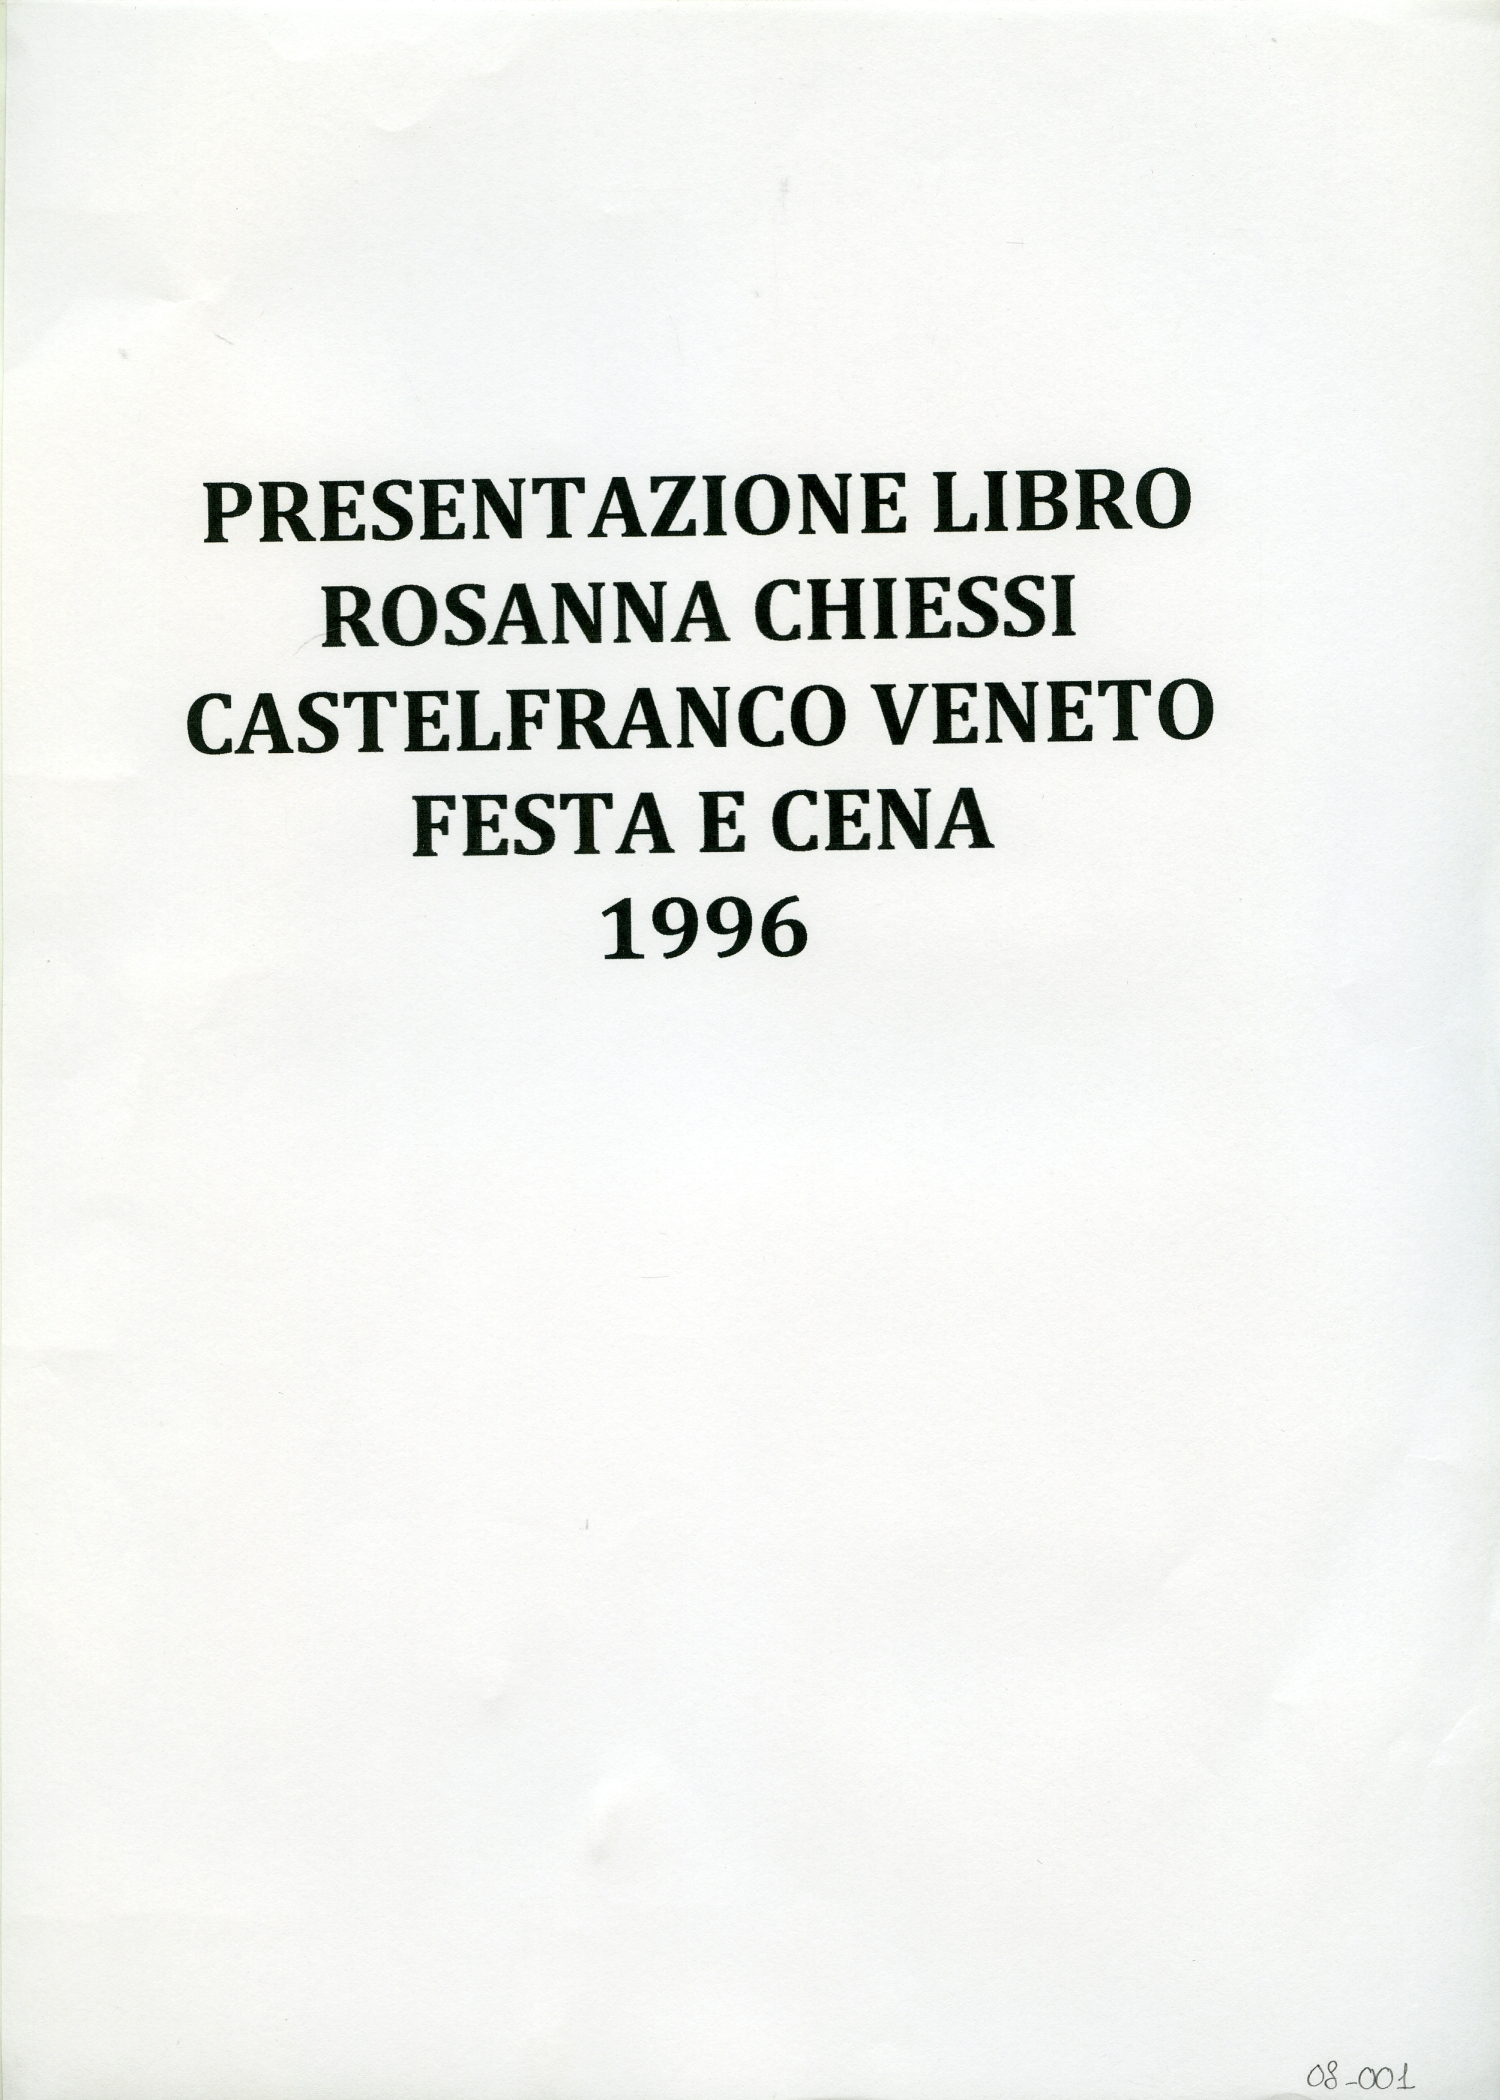 PRESENTAZIONE LIBRO
ROSANNA CHIESSI
CASTELFRANCO VENETO
FESTA E CENA
1996
08-001